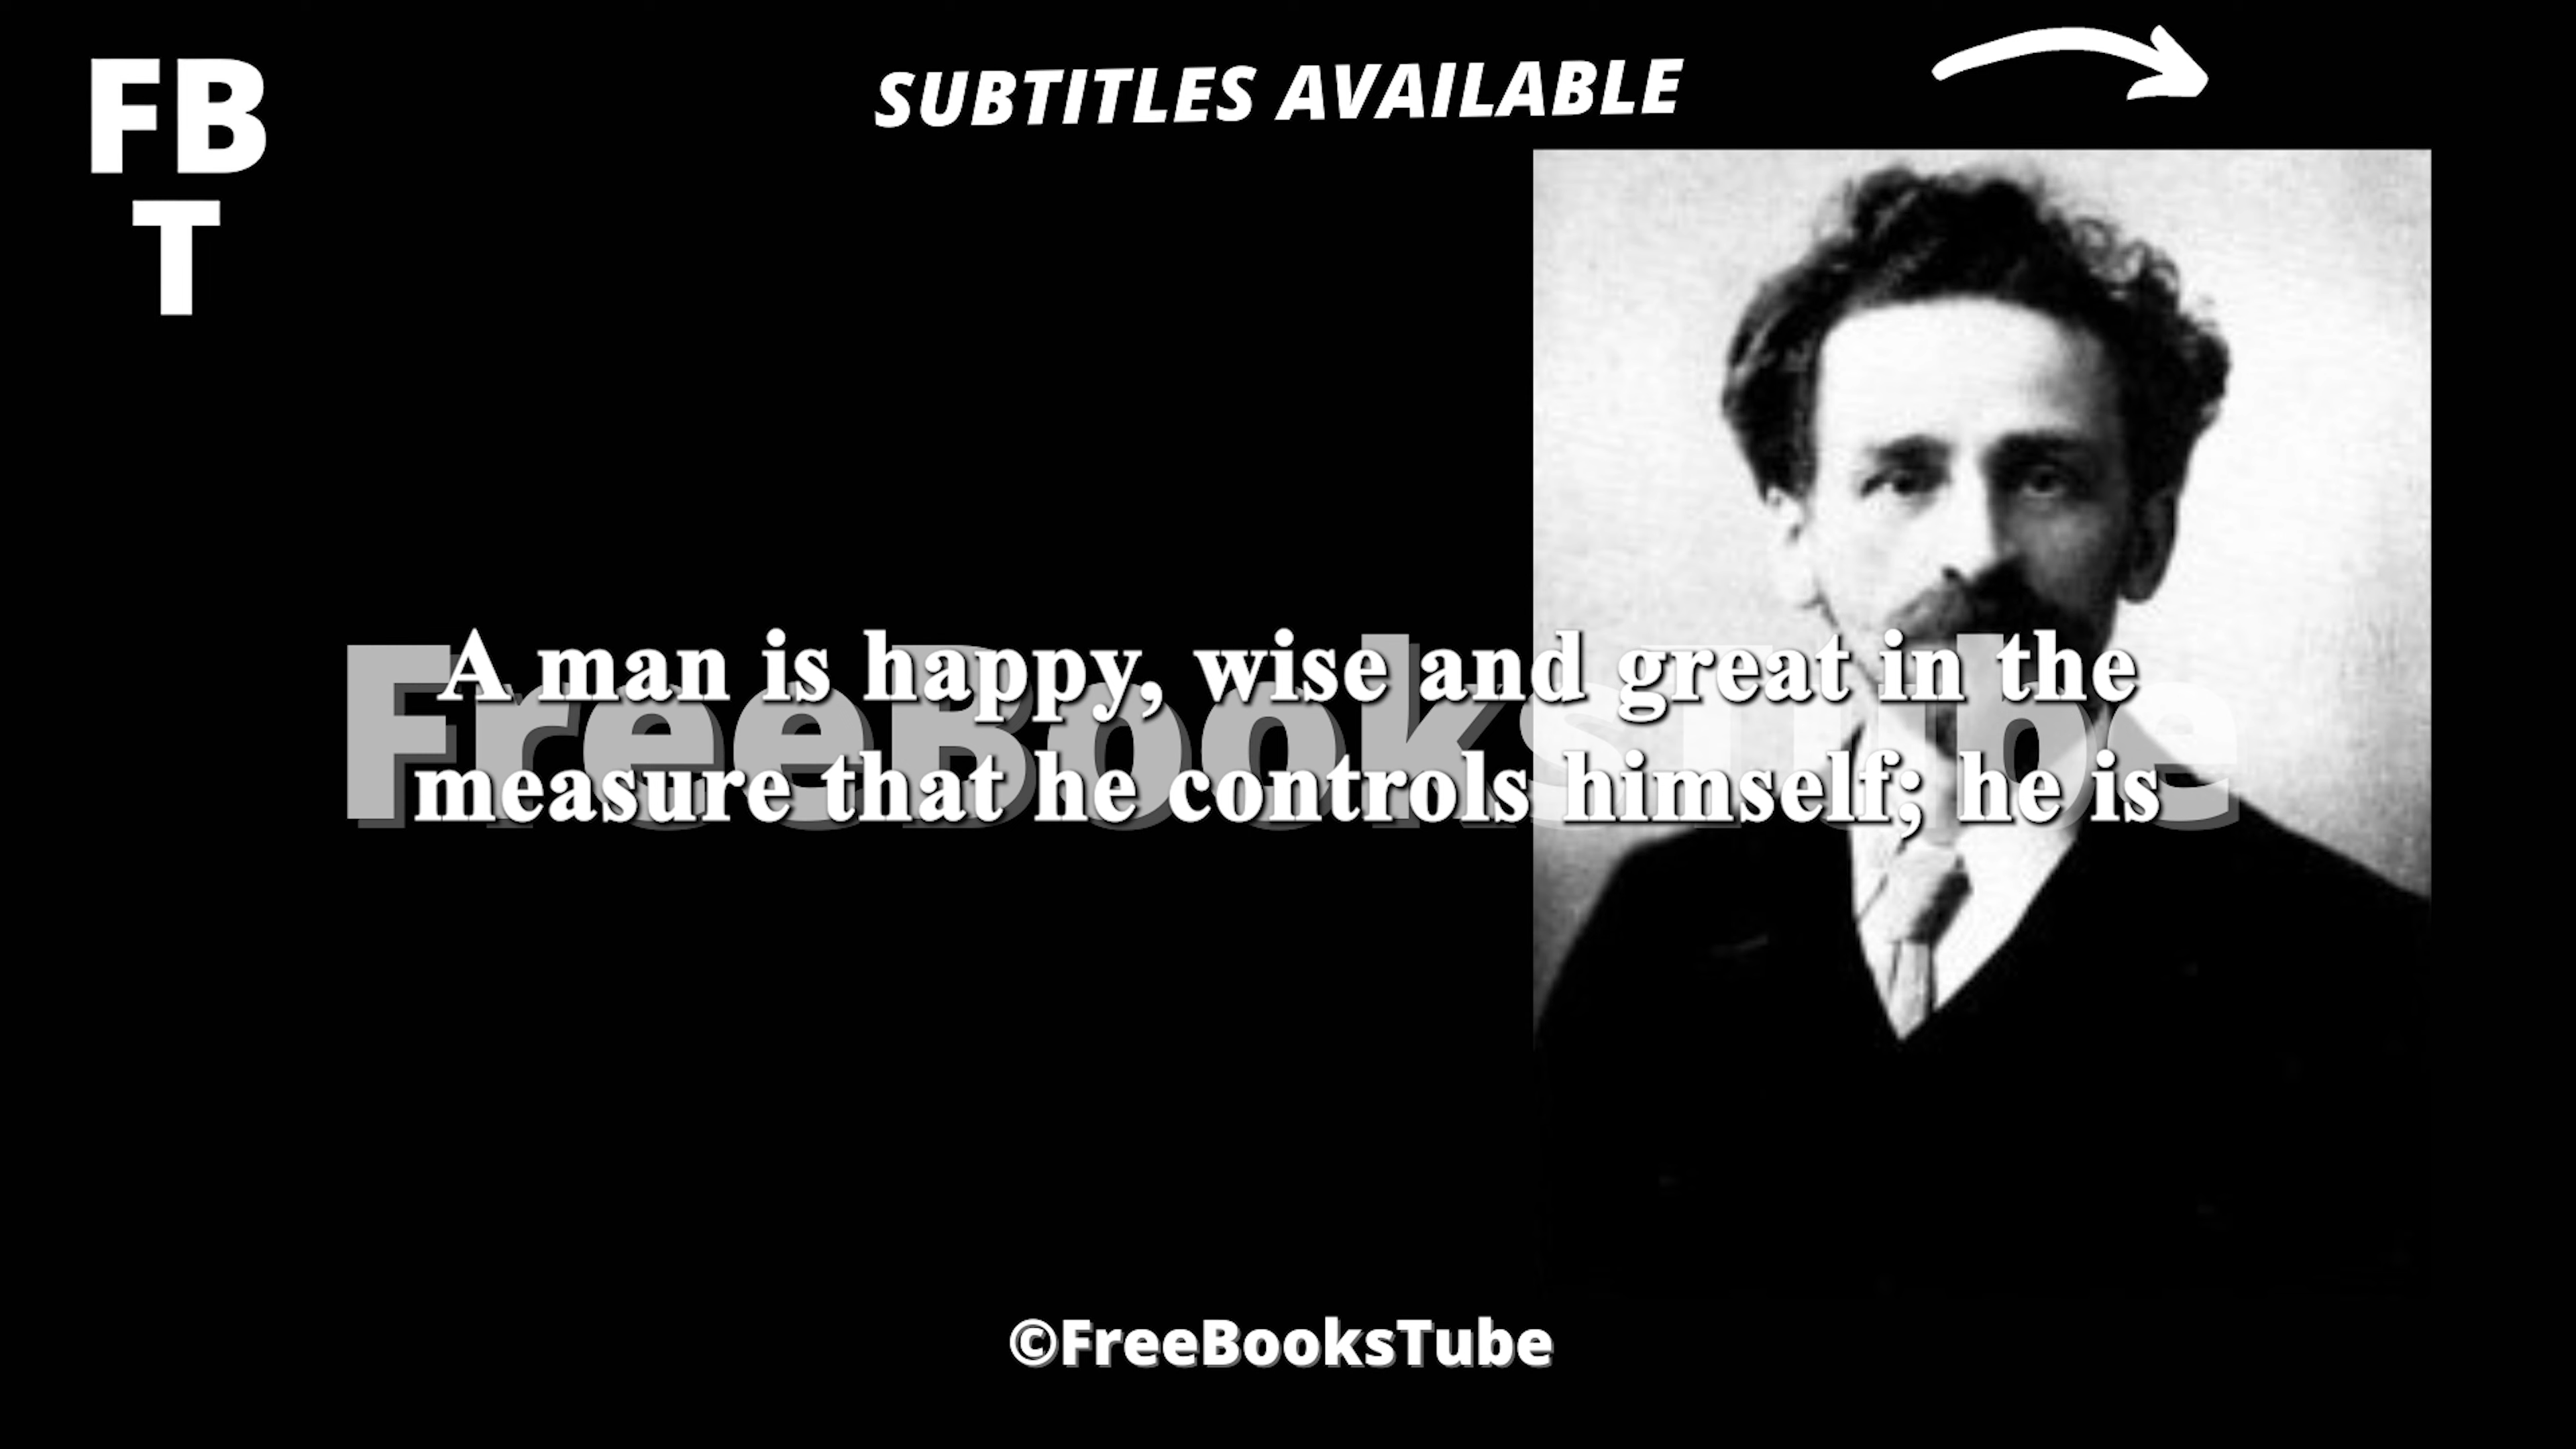 FB
T
SUBTITLES AVAILABLE
FreeBooksTube
A man is happy, wise and great in the
measure that he controls himself; he is
©FreeBooksTube